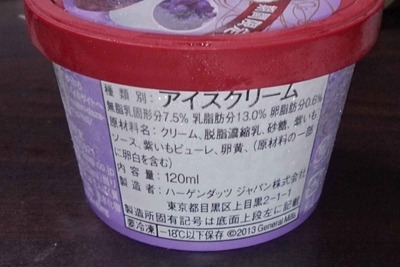 期間限定
種類別：アイスクリーム
無脂乳固形分7.5% 乳脂肪分13.0% 卵脂肪分0.6%
原材料名：クリーム、脱脂濃縮乳、砂糖、紫いも
ソース、紫いもピューレ、卵黄、(原材料の一部
に卵白を含む)
内容量：120ml
製造者：ハーゲンダッツ ジャパン株式会社
東京都目黒区上目黒2-1-1
製造所固有記号は底面上段左に記載
要冷凍 -18℃以下保存 ©2013 General Mills